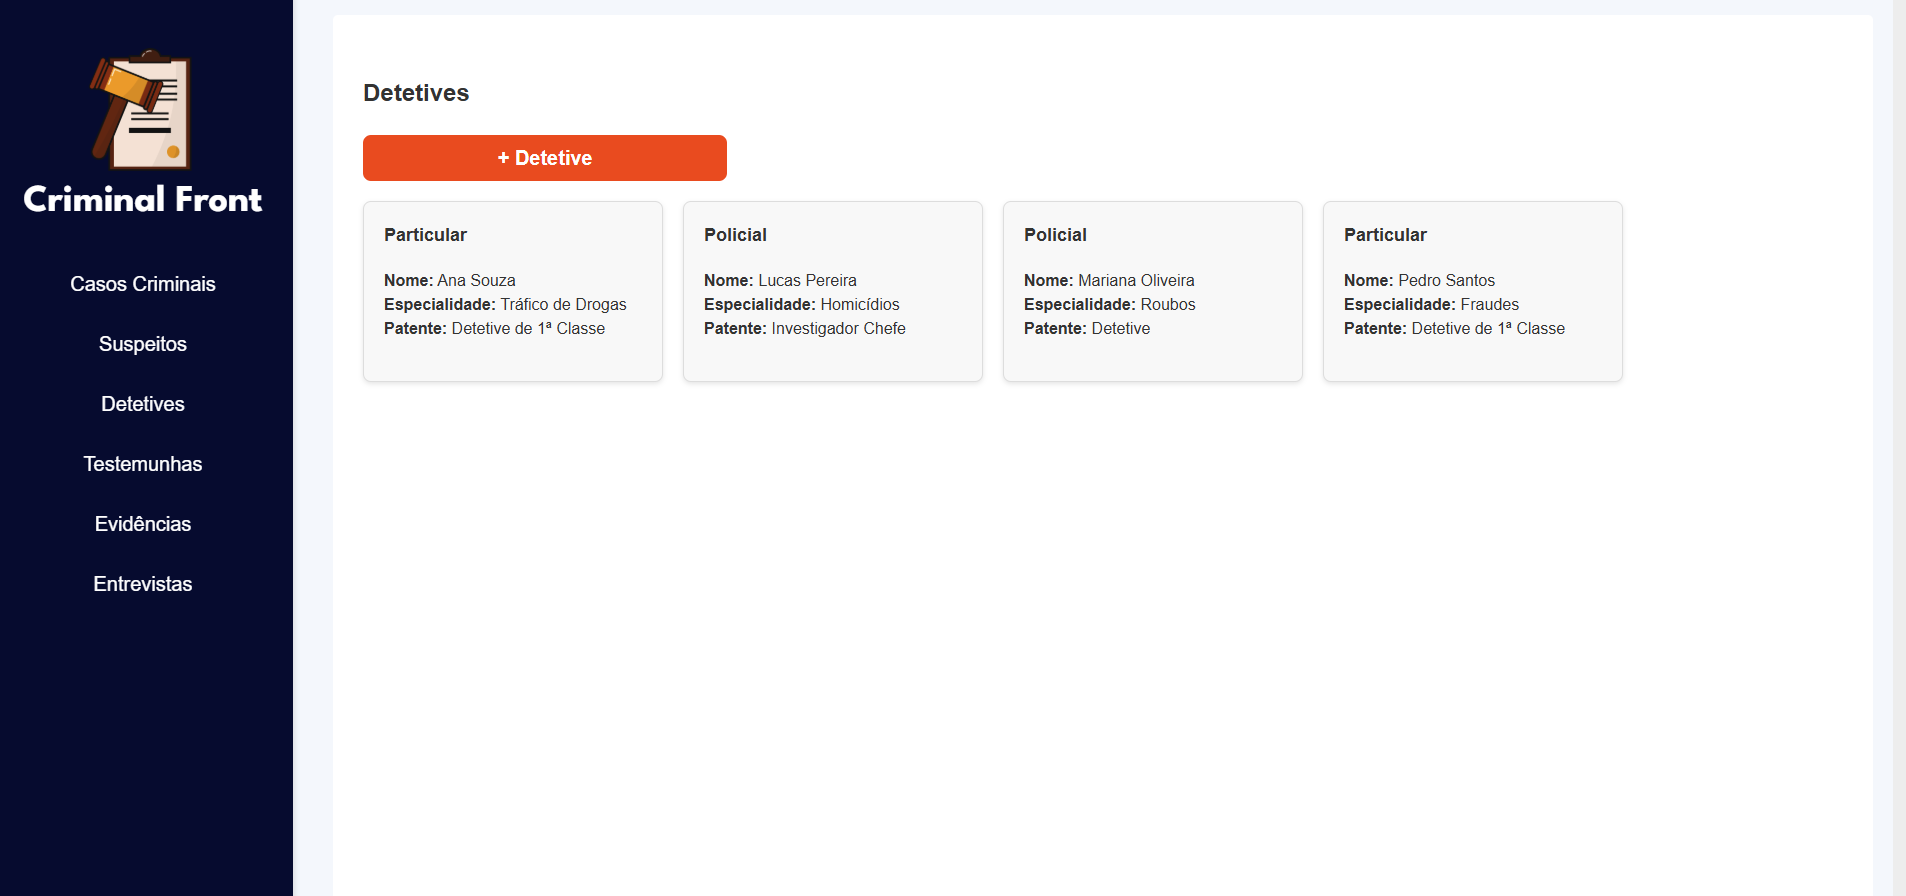 Criminal Front
Casos Criminais
Suspeitos
Detetives
Testemunhas
Evidências
Entrevistas
Detetives
+ Detetive
Particular
Nome: Ana Souza
Especialidade: Tráfico de Drogas
Patente: Detetive de 1ª Classe
Policial
Nome: Lucas Pereira
Especialidade: Homicídios
Patente: Investigador Chefe
Policial
Nome: Mariana Oliveira
Especialidade: Roubos
Patente: Detetive
Particular
Nome: Pedro Santos
Especialidade: Fraudes
Patente: Detetive de 1ª Classe